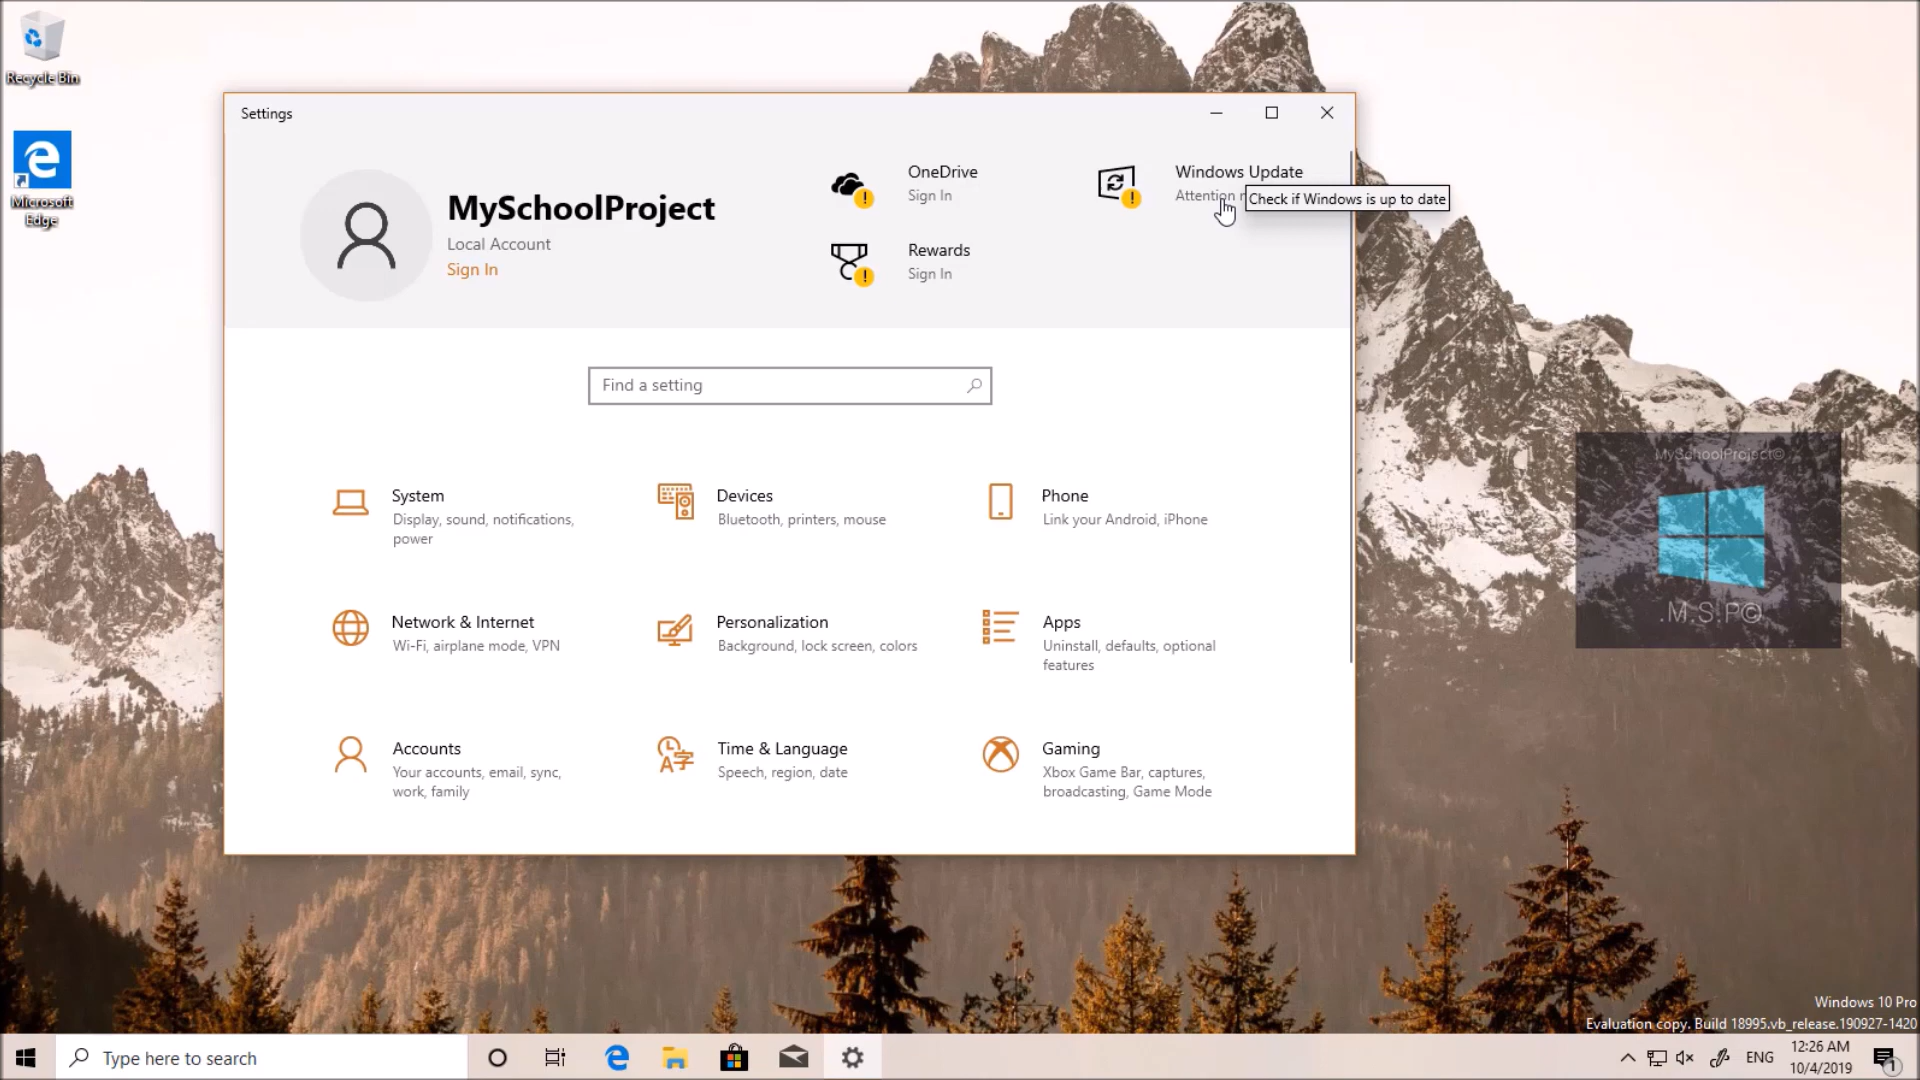 Recycle Bin
Microsoft
Edge
Settings
MySchoolProject
Local Account
Sign In
OneDrive
Sign In
Rewards
Sign In
Windows Update
Attention
Check if Windows is up to date
Find a setting
System
Display, sound, notifications,
power
Devices
Bluetooth, printers, mouse
Phone
Link your Android, iPhone
Network & Internet
Wi-Fi, airplane mode, VPN
Personalization
Background, lock screen, colors
Apps
Uninstall, defaults, optional
features
Accounts
Your accounts, email, sync,
work, family
Time & Language
Speech, region, date
Gaming
Xbox Game Bar, captures,
broadcasting, Game Mode
MySchoolProject©
.M.S.P©
Windows 10 Pro
Evaluation copy. Build 18995.vb_release.190927-1420
Type here to search
ENG
12:26 AM
10/4/2019
1